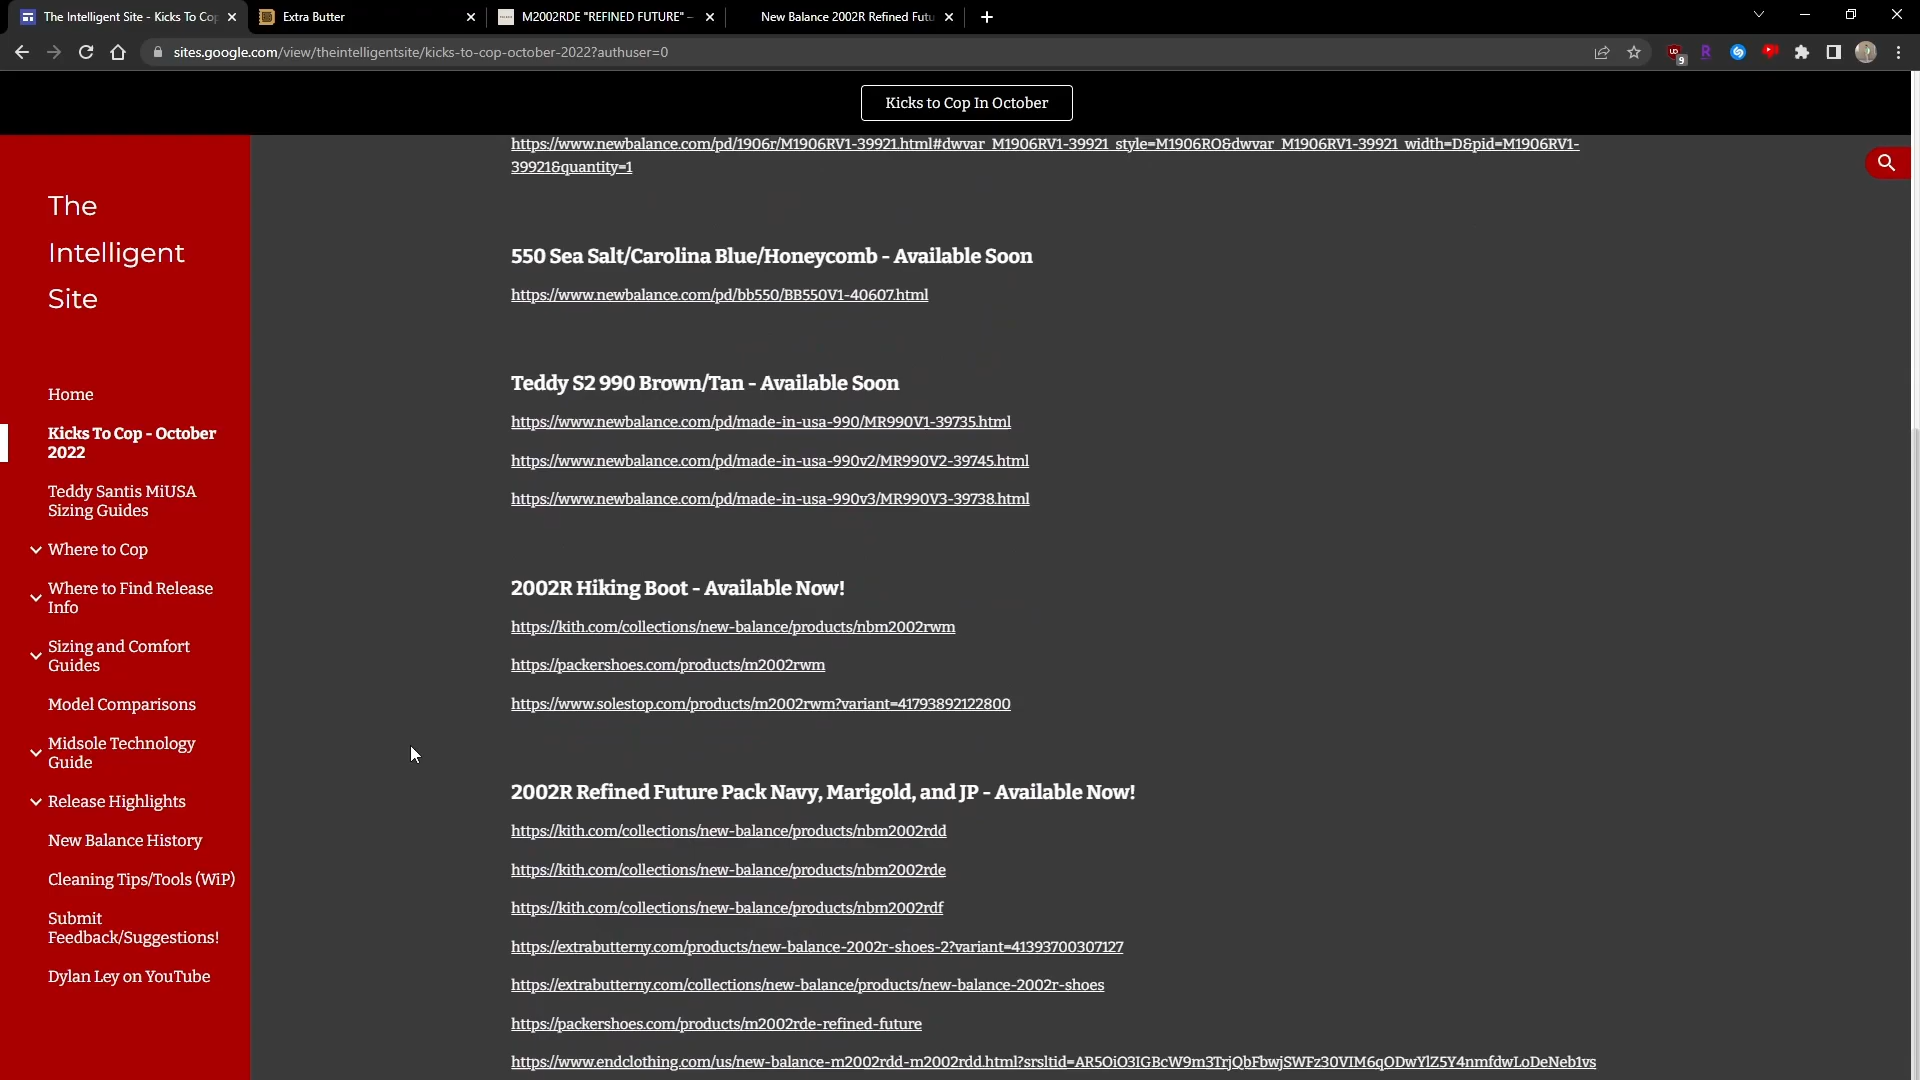 The Intelligent Site - Kicks To Cop
Extra Butter
M2002RDE "REFINED FUTURE" –
New Balance 2002R Refined Futu
sites.google.com/view/theintelligentsite/kicks-to-cop-october-2022?authuser=0
9
Kicks to Cop In October
The
Intelligent
Site
Home
Kicks To Cop - October
2022
Teddy Santis MiUSA
Sizing Guides
Where to Cop
Where to Find Release
Info
Sizing and Comfort
Guides
Model Comparisons
Midsole Technology
Guide
Release Highlights
New Balance History
Cleaning Tips/Tools (WiP)
Submit
Feedback/Suggestions!
Dylan Ley on YouTube
https://www.newbalance.com/pd/1906r/M1906RV1-39921.html#dwvar_M1906RV1-39921_style=M1906RO&dwvar_M1906RV1-39921_width=D&pid=M1906RV1-
39921&quantity=1
550 Sea Salt/Carolina Blue/Honeycomb - Available Soon
https://www.newbalance.com/pd/bb550/BB550V1-40607.html
Teddy S2 990 Brown/Tan - Available Soon
https://www.newbalance.com/pd/made-in-usa-990/MR990V1-39735.html
https://www.newbalance.com/pd/made-in-usa-990v2/MR990V2-39745.html
https://www.newbalance.com/pd/made-in-usa-990v3/MR990V3-39738.html
2002R Hiking Boot - Available Now!
https://kith.com/collections/new-balance/products/nbm2002rwm
https://packershoes.com/products/m2002rwm
https://www.solestop.com/products/m2002rwm?variant=41793892122800
2002R Refined Future Pack Navy, Marigold, and JP - Available Now!
https://kith.com/collections/new-balance/products/nbm2002rdd
https://kith.com/collections/new-balance/products/nbm2002rde
https://kith.com/collections/new-balance/products/nbm2002rdf
https://extrabutterny.com/products/new-balance-2002r-shoes-2?variant=41393700307127
https://extrabutterny.com/collections/new-balance/products/new-balance-2002r-shoes
https://packershoes.com/products/m2002rde-refined-future
https://www.endclothing.com/us/new-balance-m2002rdd-m2002rdd.html?srsltid=AR5OiO3IGBcW9m3TrjQbFbwjSWFz30VIM6qODwYlZ5Y4nmfdwLoDeNeb1vs